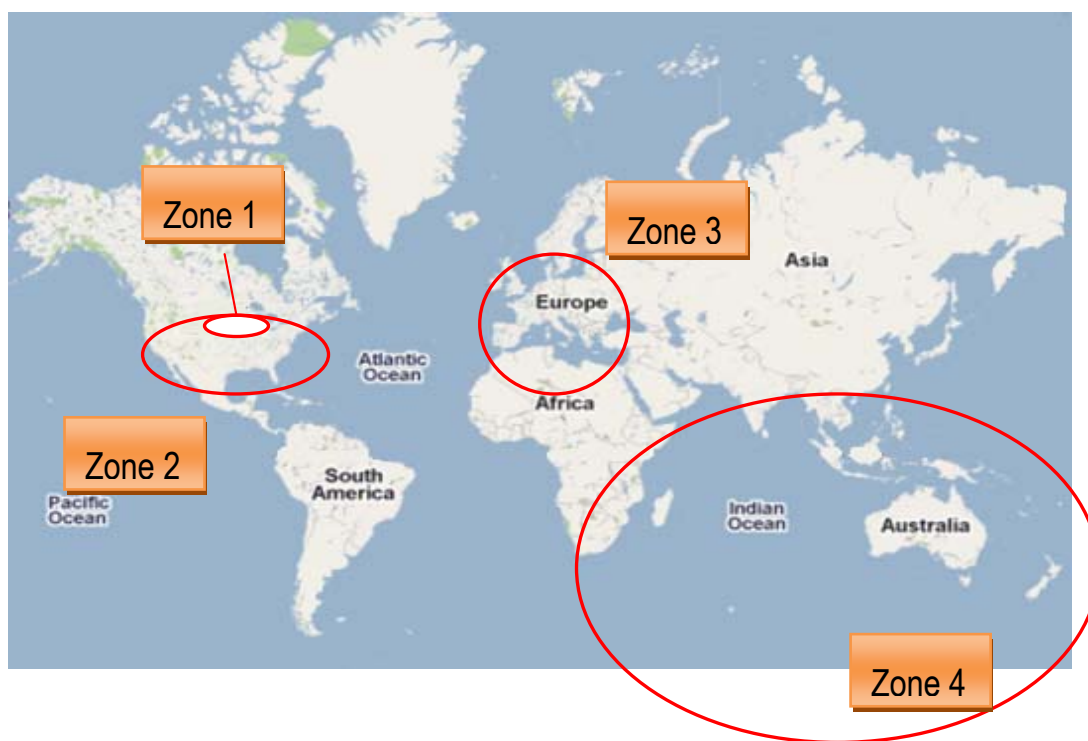 Zone 1
Zone 3
Asia
Europe
Atlantic
Ocean
Africa
Zone 2
South
America
Pacific
Ocean
Indian
Ocean
Australia
Zone 4